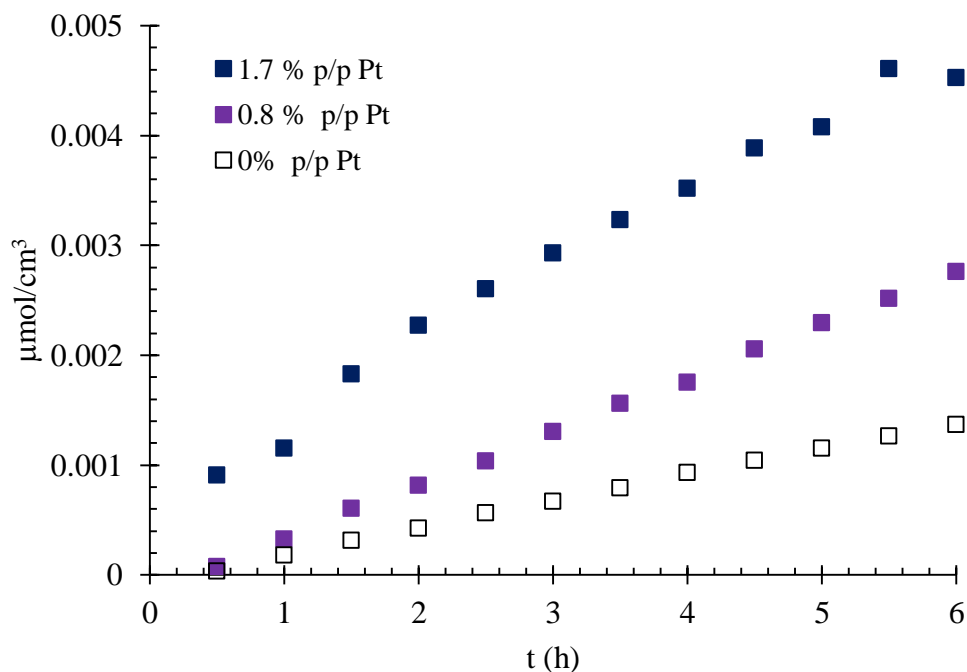 0.005
0.004
0.003
0.002
0.001
0
1.7 % p/p Pt
0.8 % p/p Pt
0% p/p Pt
μmol/cm³
0 1 2 3 4 5 6
t (h)